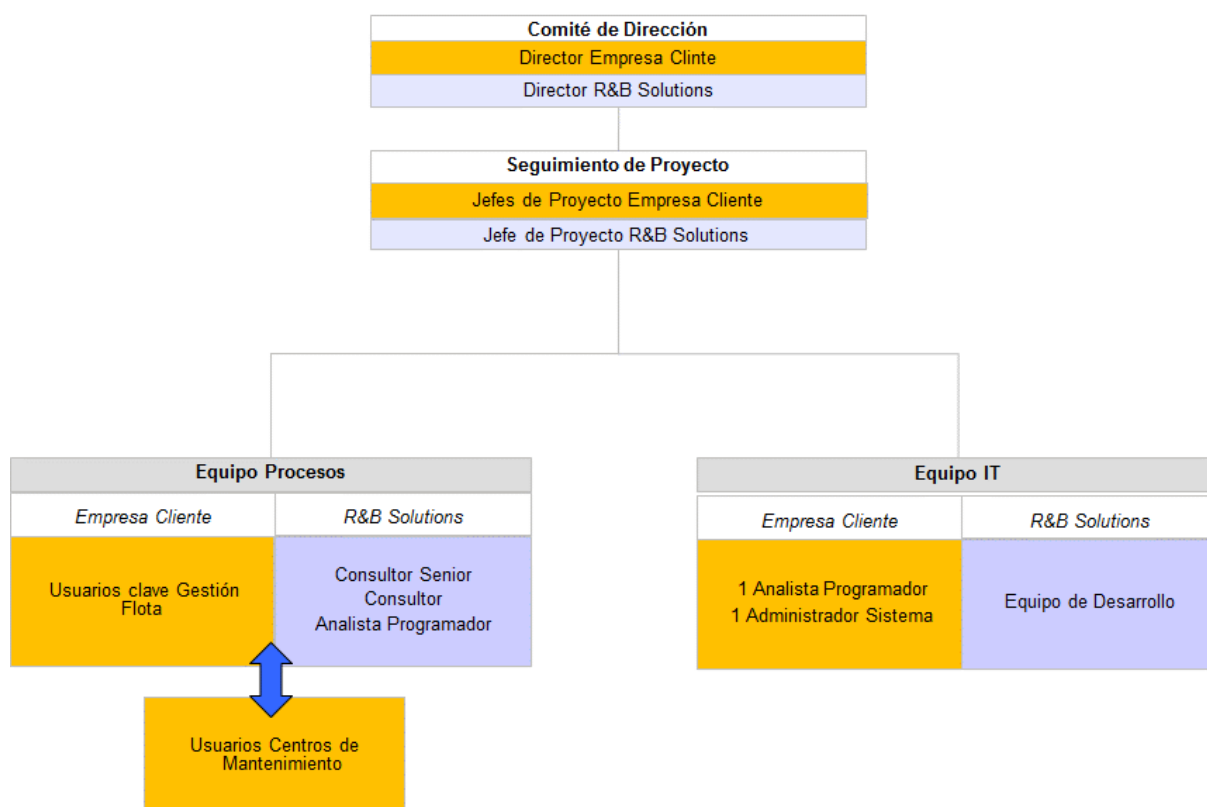 Comité de Dirección
Director Empresa Clinte
Director R&B Solutions
Seguimiento de Proyecto
Jefes de Proyecto Empresa Cliente
Jefe de Proyecto R&B Solutions
Equipo Procesos
Empresa Cliente
R&B Solutions
Usuarios clave Gestión
Flota
Consultor Senior
Consultor
Analista Programador
Usuarios Centros de
Mantenimiento
Equipo IT
Empresa Cliente
R&B Solutions
1 Analista Programador
1 Administrador Sistema
Equipo de Desarrollo